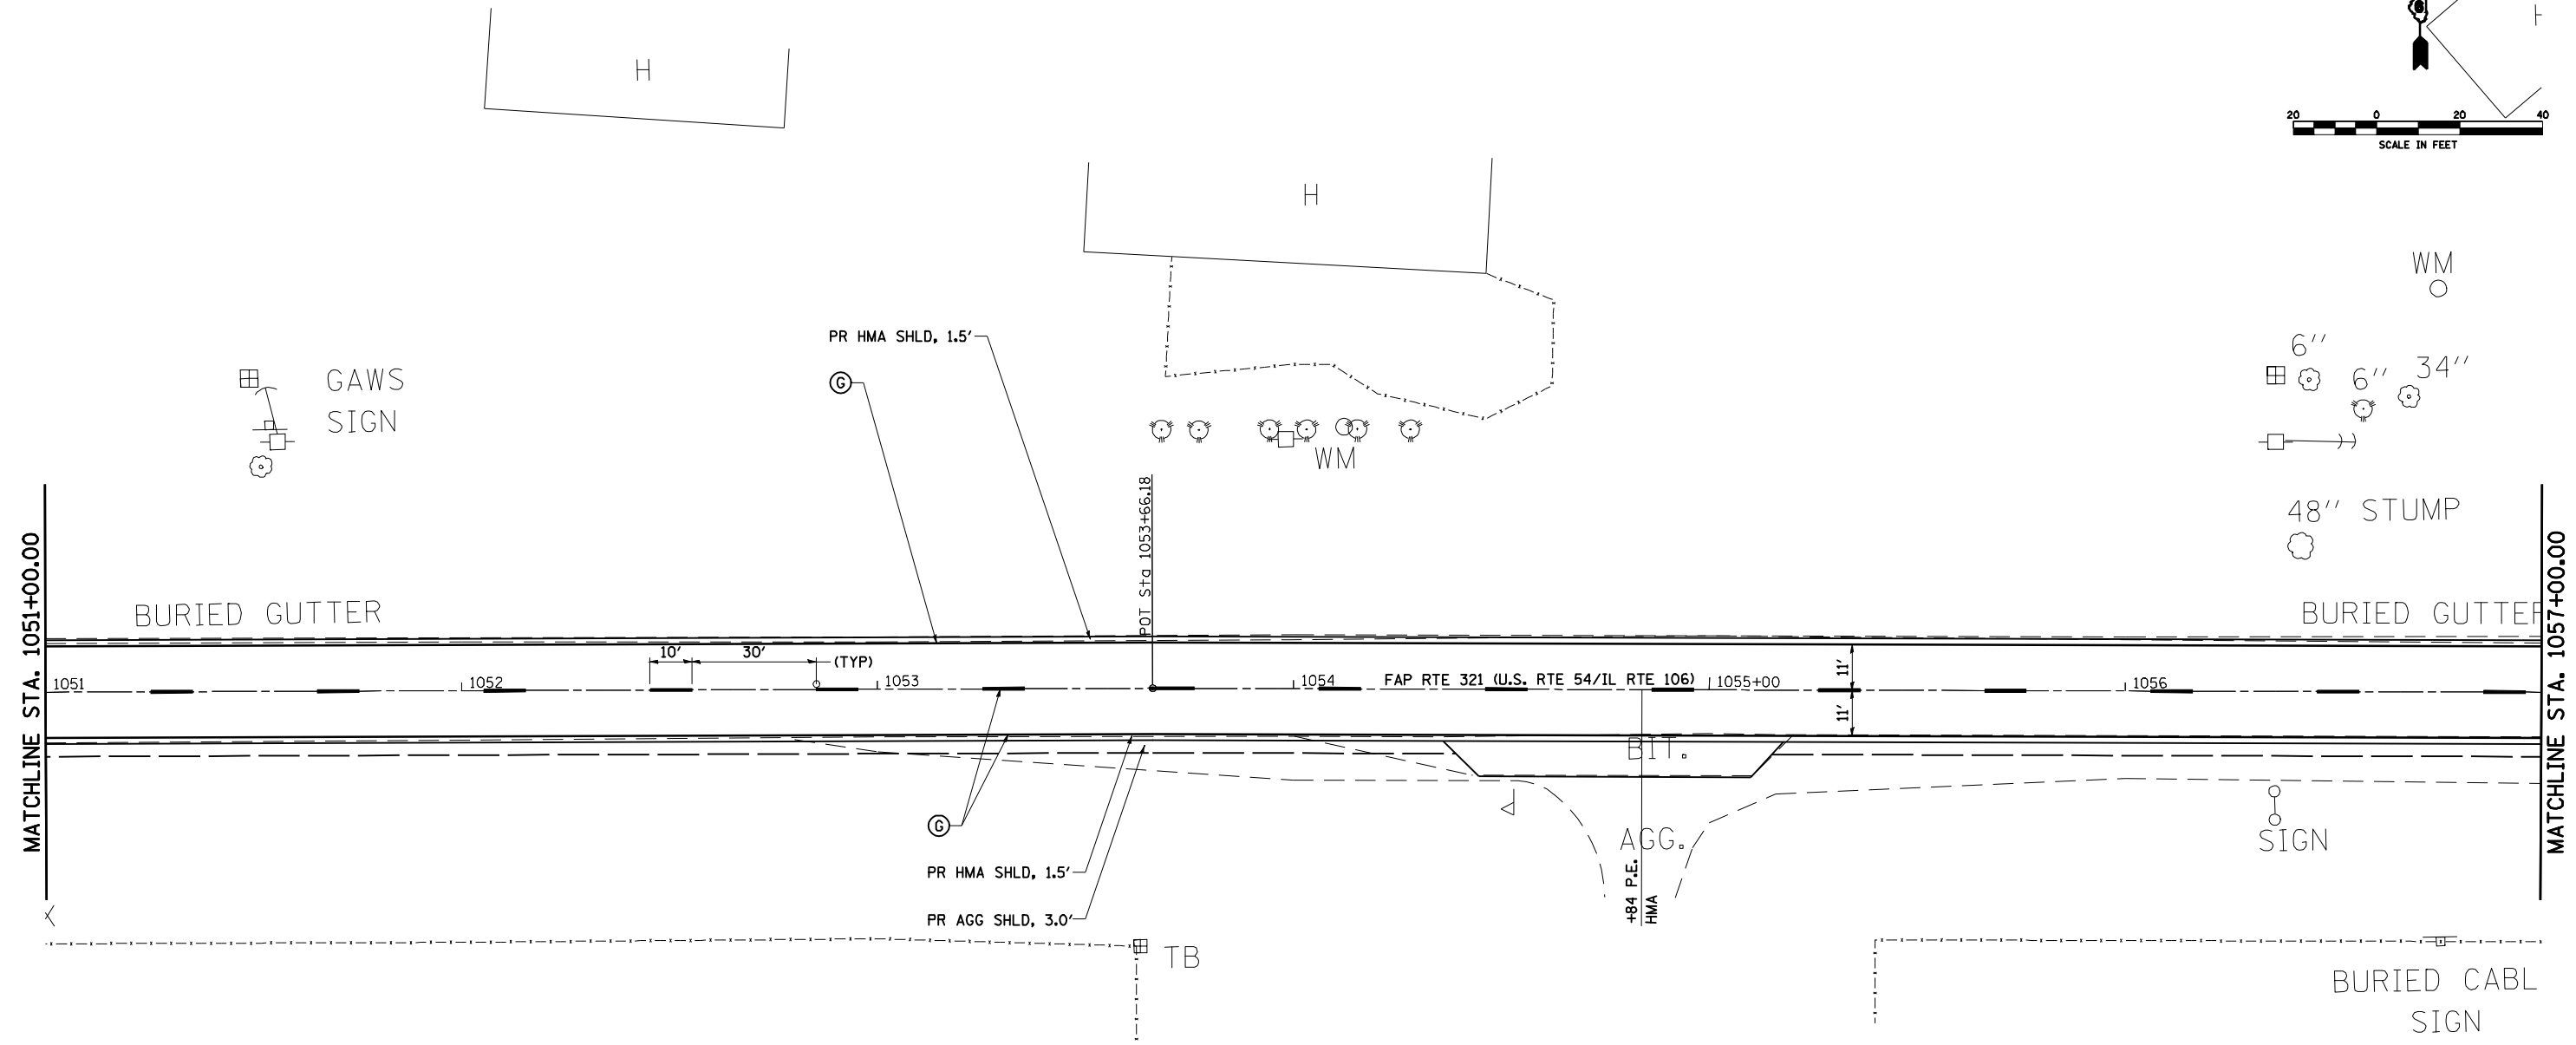 H
H
20 0 20 40
SCALE IN FEET
H
WM
PR HMA SHLD, 1.5'
G
GAWS
SIGN
6"
6"
34"
WM
48" STUMP
POT Sta 1053+66.18
BURIED GUTTER
BURIED GUTTER
MATCHLINE STA. 1051+00.00
MATCHLINE STA. 1057+00.00
10' 30' (TYP)
1051
1052
1053
1054
FAP RTE 321 (U.S. RTE 54/IL RTE 106)
1055+00
1056
11'
11'
BIT.
G
AGG.
SIGN
PR HMA SHLD, 1.5'
PR AGG SHLD, 3.0'
+84 P.E.
HMA
TB
BURIED CABL
SIGN